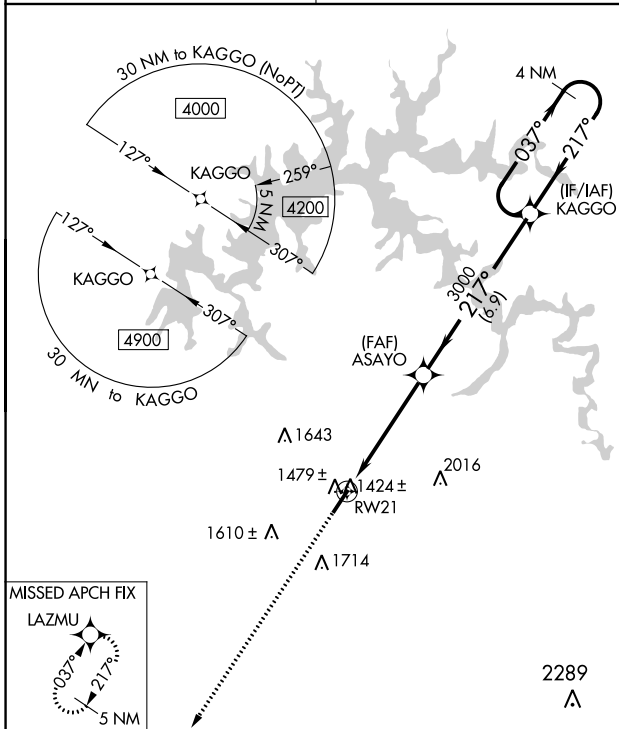 30 NM to KAGGO (NoPT)
4000
127°
KAGGO
259°
5 NM
4200
307°
127°
KAGGO
307°
4900
30 MN to KAGGO
4 NM
037°
217°
(IF/IAF)
KAGGO
3000
217°
(6.9)
(FAF)
ASAYO
1643
2016
1479 ±
1424 ±
RW21
1610 ±
1714
MISSED APCH FIX
LAZMU
037°
217°
5 NM
2289